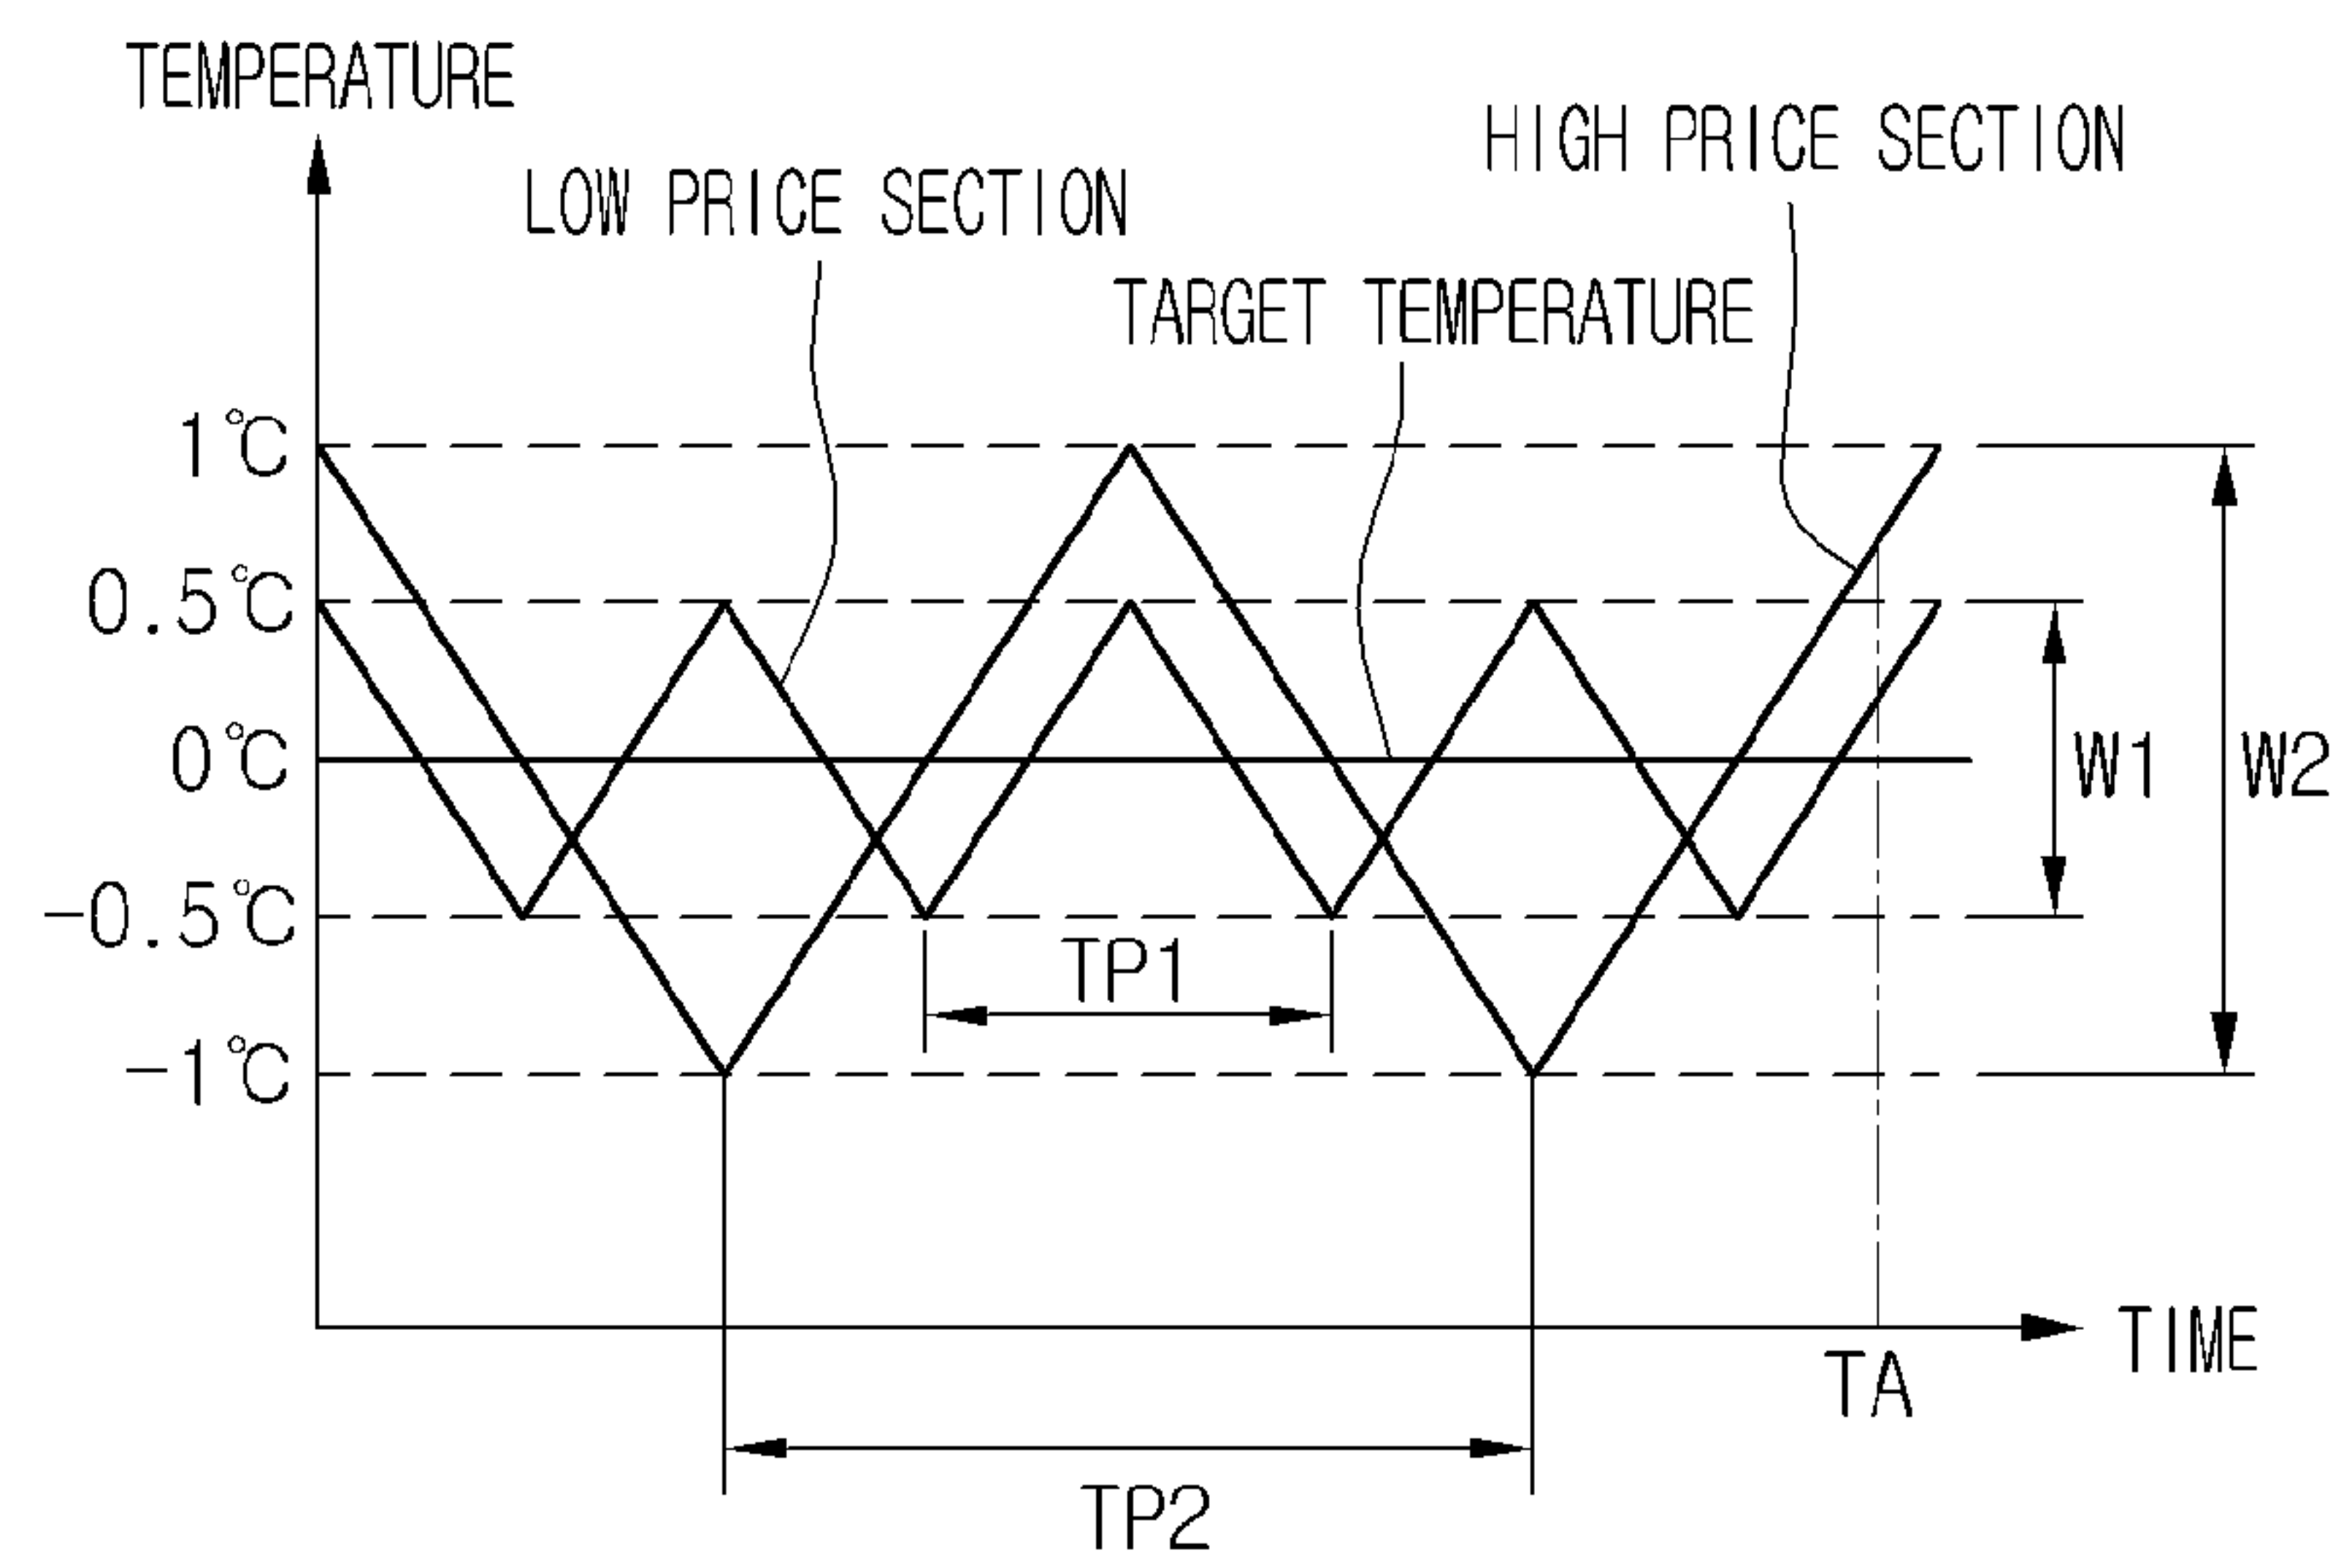 TEMPERATURE
HIGH PRICE SECTION
LOW PRICE SECTION
TARGET TEMPERATURE
1℃
0.5℃
0℃
W1
W2
-0.5℃
TP1
-1℃
TIME
TA
TP2